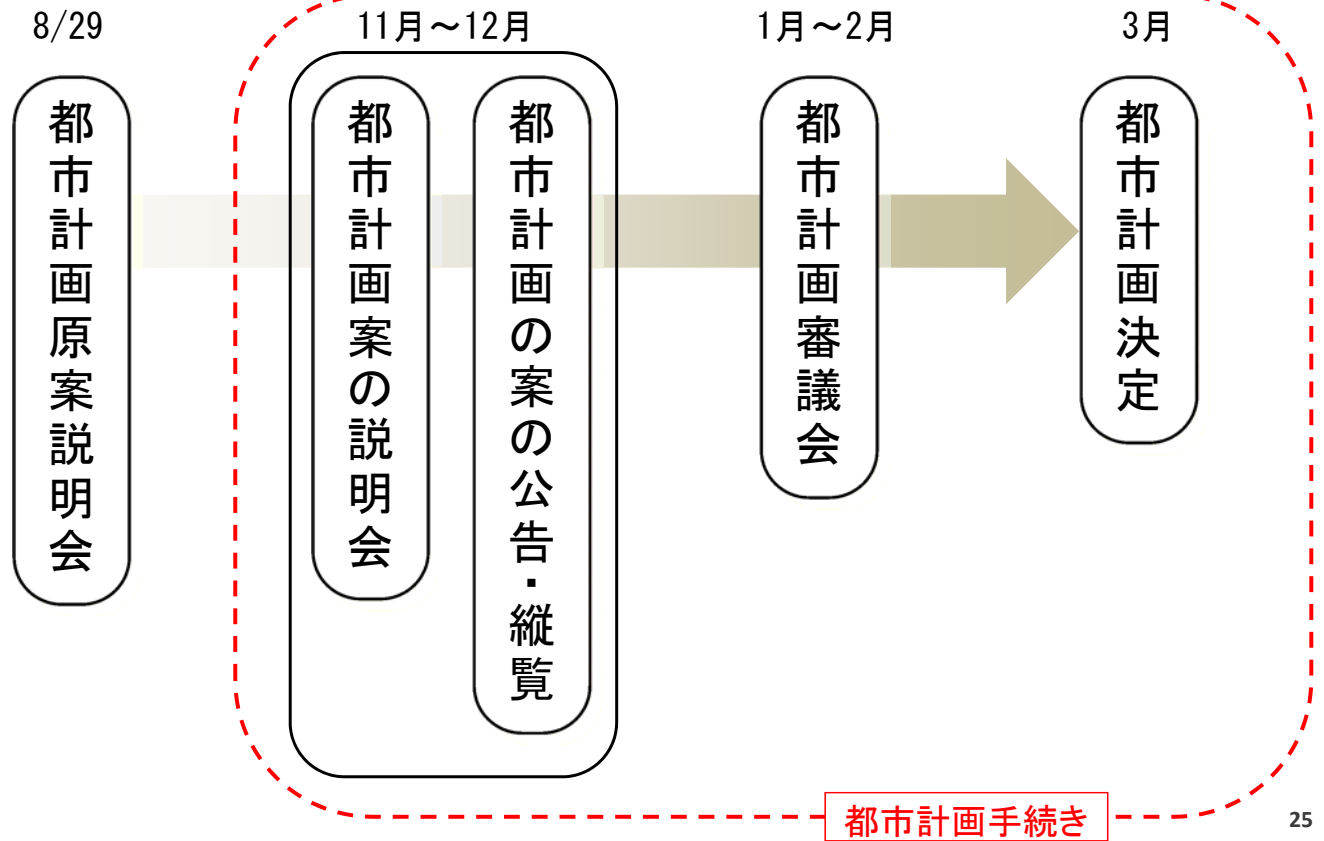 8/29
都市計画原案説明会
11月～12月
都市計画案の説明会
都市計画の案の公告・縦覧
1月～2月
都市計画審議会
3月
都市計画決定
都市計画手続き
25